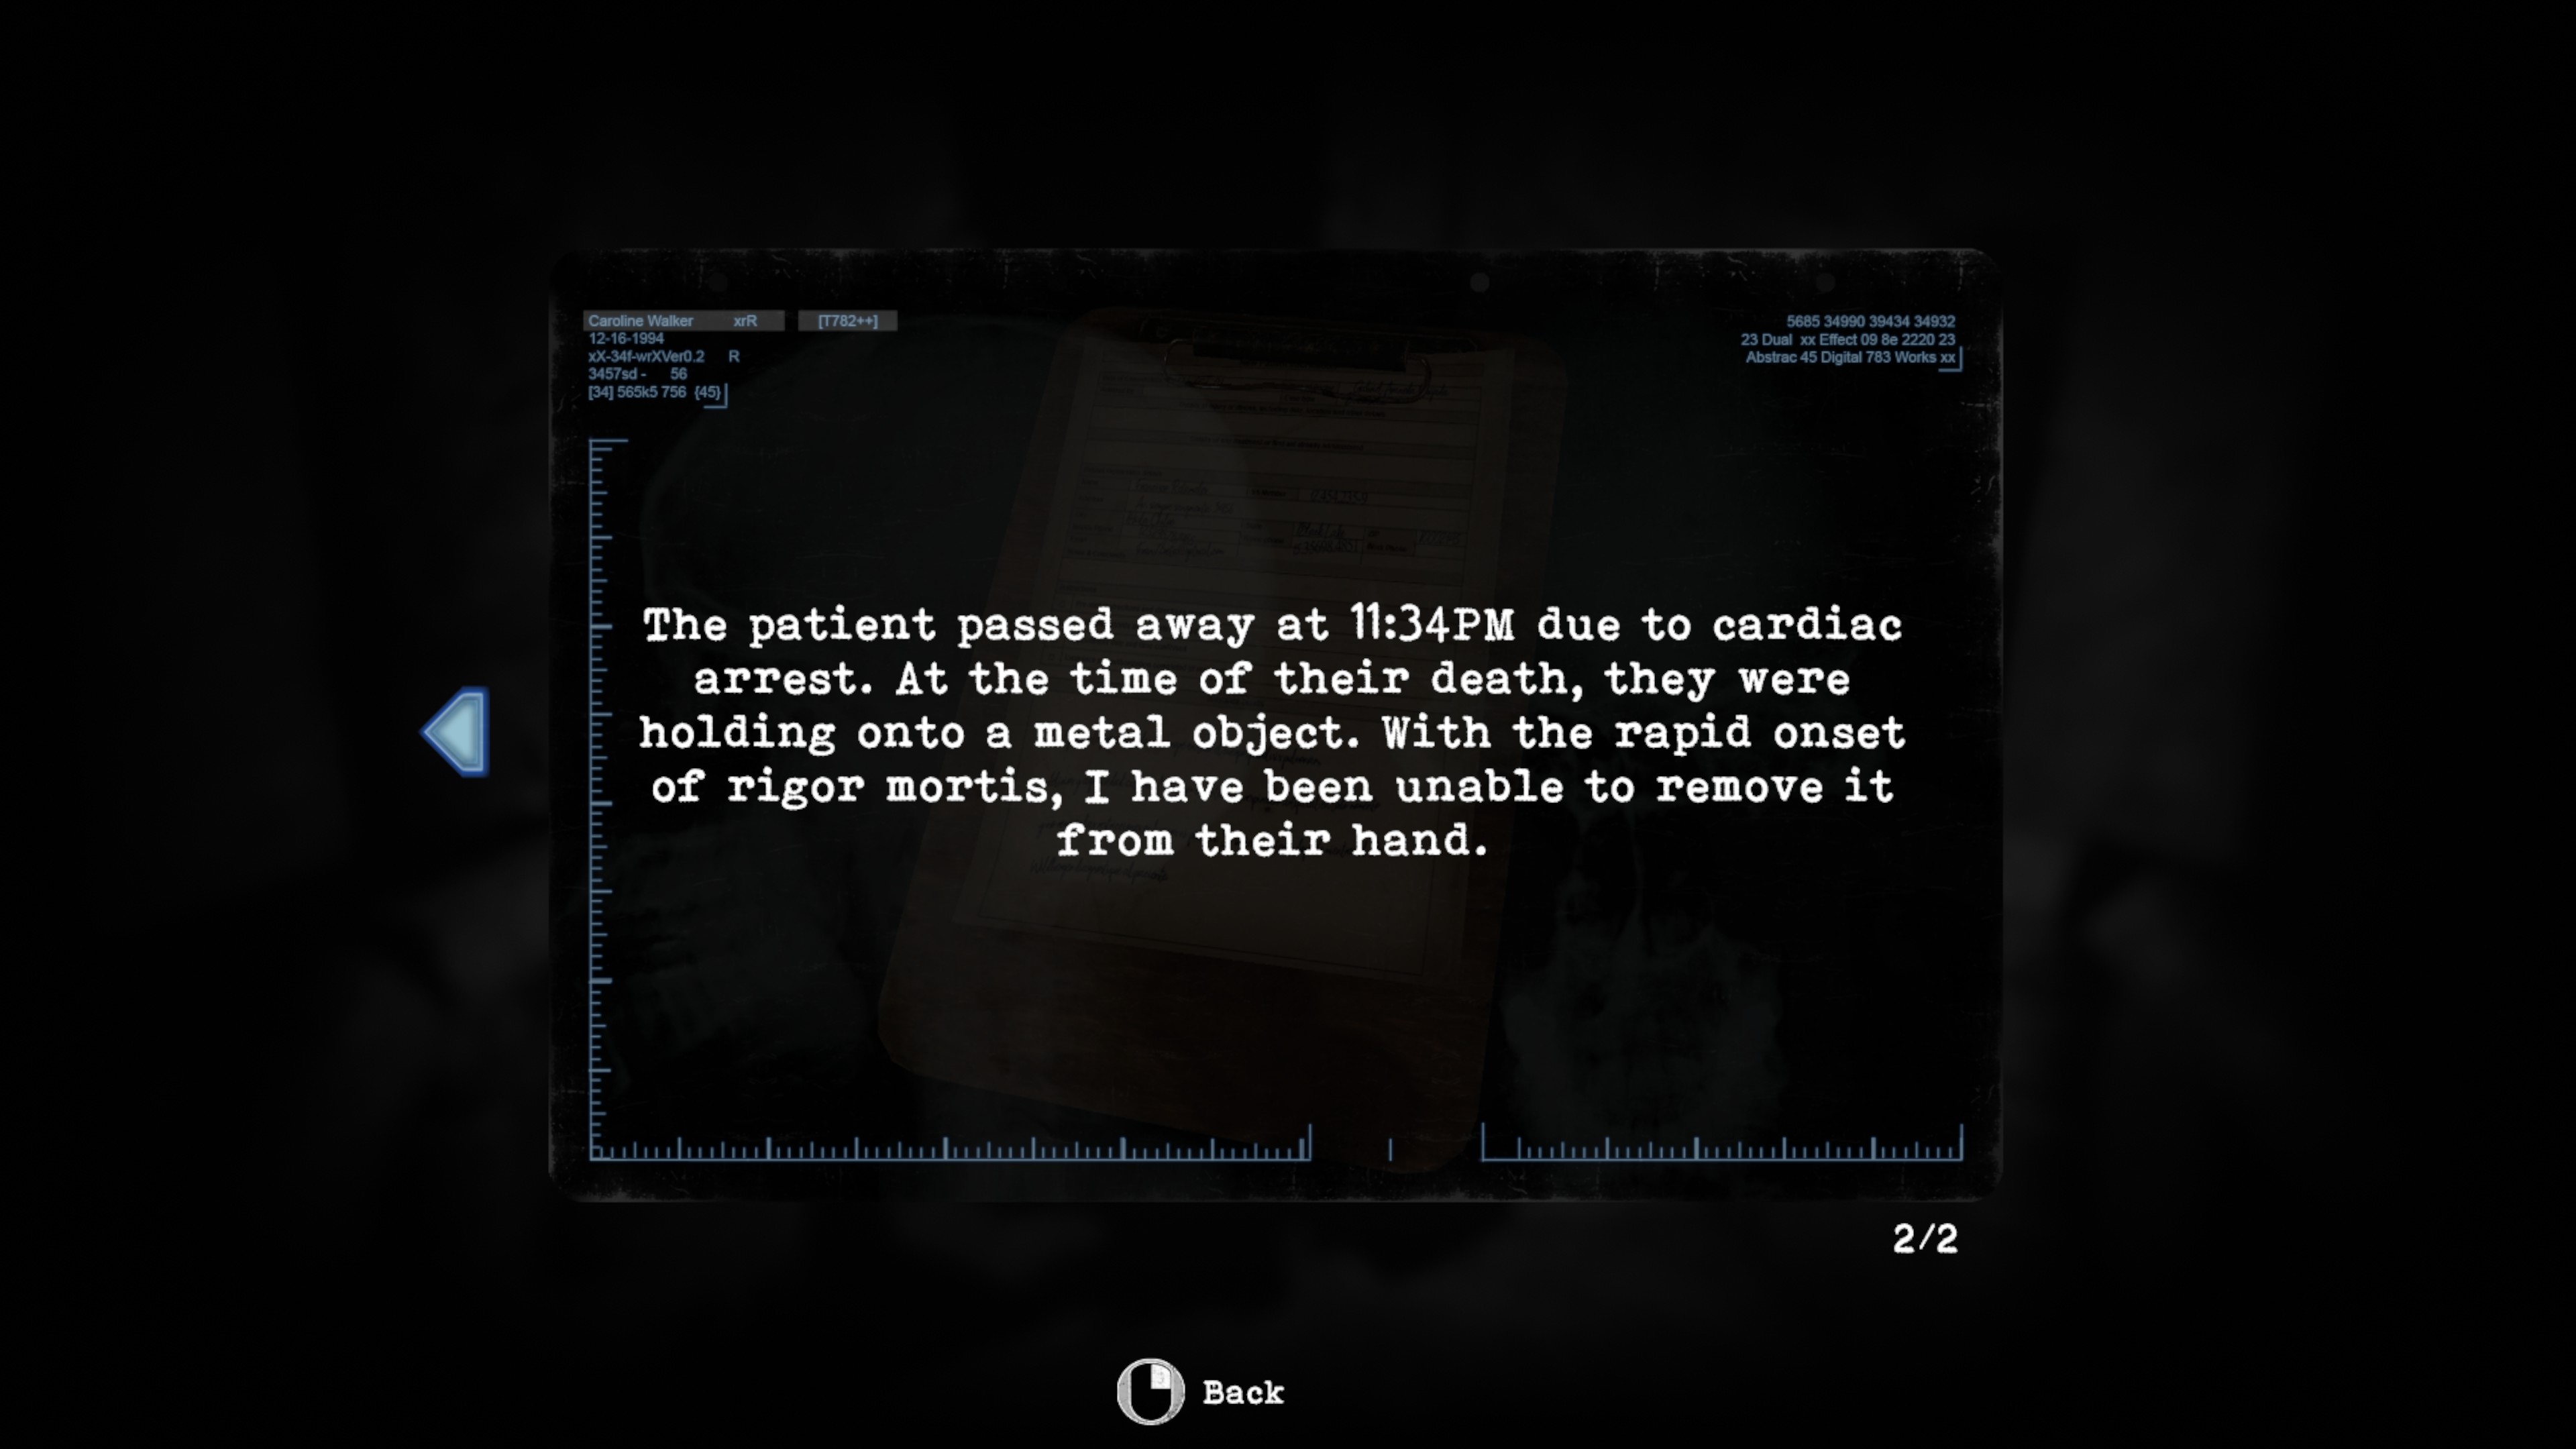 Caroline Walker xrR [T782++]
12-16-1994
xX-34f-wrXVer0.2 R
3457sd - 56
[34] 565k5 756 {45}
5685 34990 39434 34932
23 Dual xx Effect 09 8e 2220 23
Abstrac 45 Digital 783 Works xx
The patient passed away at 11:34PM due to cardiac
arrest. At the time of their death, they were
holding onto a metal object. With the rapid onset
of rigor mortis, I have been unable to remove it
from their hand.
2/2
Back